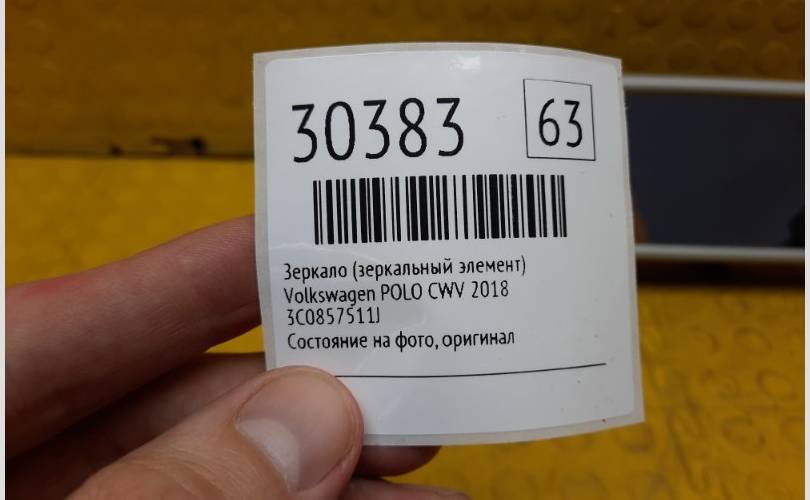 30383
63
Зеркало (зеркальный элемент)
Volkswagen POLO CWV 2018
3C0857511J
Состояние на фото, оригинал